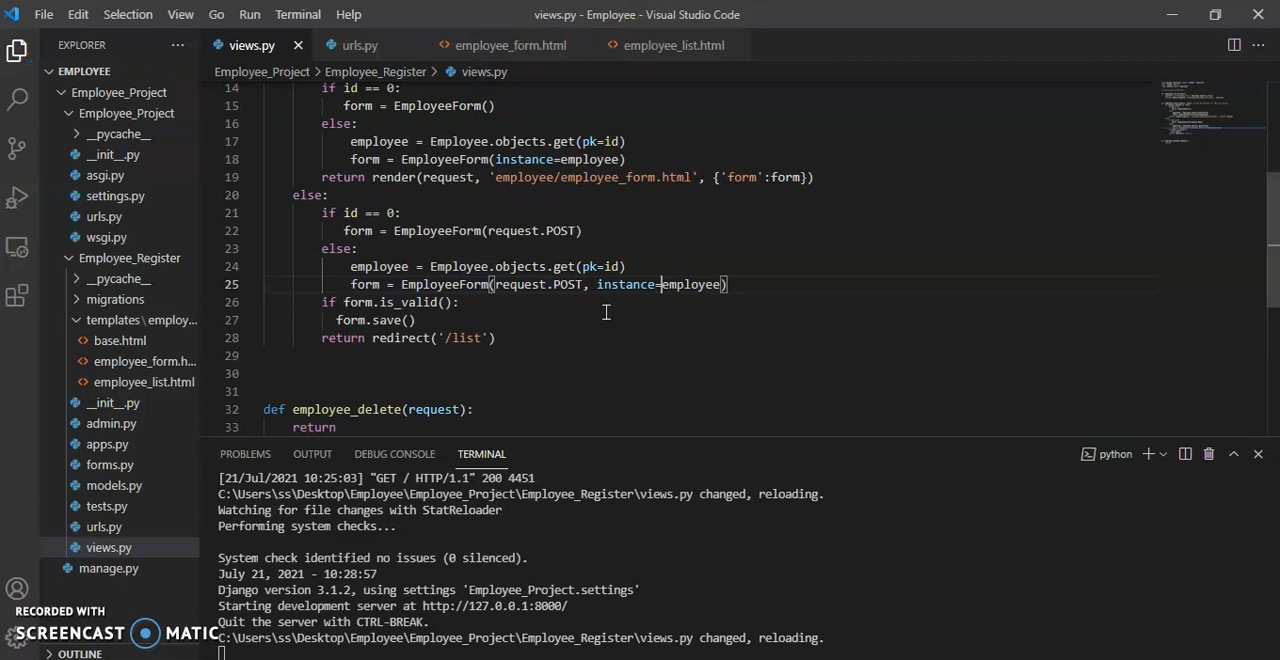 File Edit Selection View Go Run Terminal Help views.py - Employee - Visual Studio Code
EXPLORER
views.py urls.py employee_form.html employee_list.html
EMPLOYEE
Employee_Project
Employee_Project
__pycache__
__init__.py
asgi.py
settings.py
urls.py
wsgi.py
Employee_Register
__pycache__
migrations
templates\employ...
base.html
employee_form.h...
employee_list.html
__init__.py
admin.py
apps.py
forms.py
models.py
tests.py
urls.py
views.py
manage.py
OUTLINE
Employee_Project > Employee_Register > views.py
14 if id == 0:
15 form = EmployeeForm()
16 else:
17 employee = Employee.objects.get(pk=id)
18 form = EmployeeForm(instance=employee)
19 return render(request, 'employee/employee_form.html', {'form':form})
20 else:
21 if id == 0:
22 form = EmployeeForm(request.POST)
23 else:
24 employee = Employee.objects.get(pk=id)
25 form = EmployeeForm(request.POST, instance=employee)
26 if form.is_valid():
27 form.save()
28 return redirect('/list')
29
30
31
32 def employee_delete(request):
33 return
PROBLEMS OUTPUT DEBUG CONSOLE TERMINAL python
[21/Jul/2021 10:25:03] "GET / HTTP/1.1" 200 4451
C:\Users\ss\Desktop\Employee\Employee_Project\Employee_Register\views.py changed, reloading.
Watching for file changes with StatReloader
Performing system checks...
System check identified no issues (0 silenced).
July 21, 2021 - 10:28:57
Django version 3.1.2, using settings 'Employee_Project.settings'
Starting development server at http://127.0.0.1:8000/
Quit the server with CTRL-BREAK.
C:\Users\ss\Desktop\Employee\Employee_Project\Employee_Register\views.py changed, reloading.
RECORDED WITH
SCREENCAST MATIC